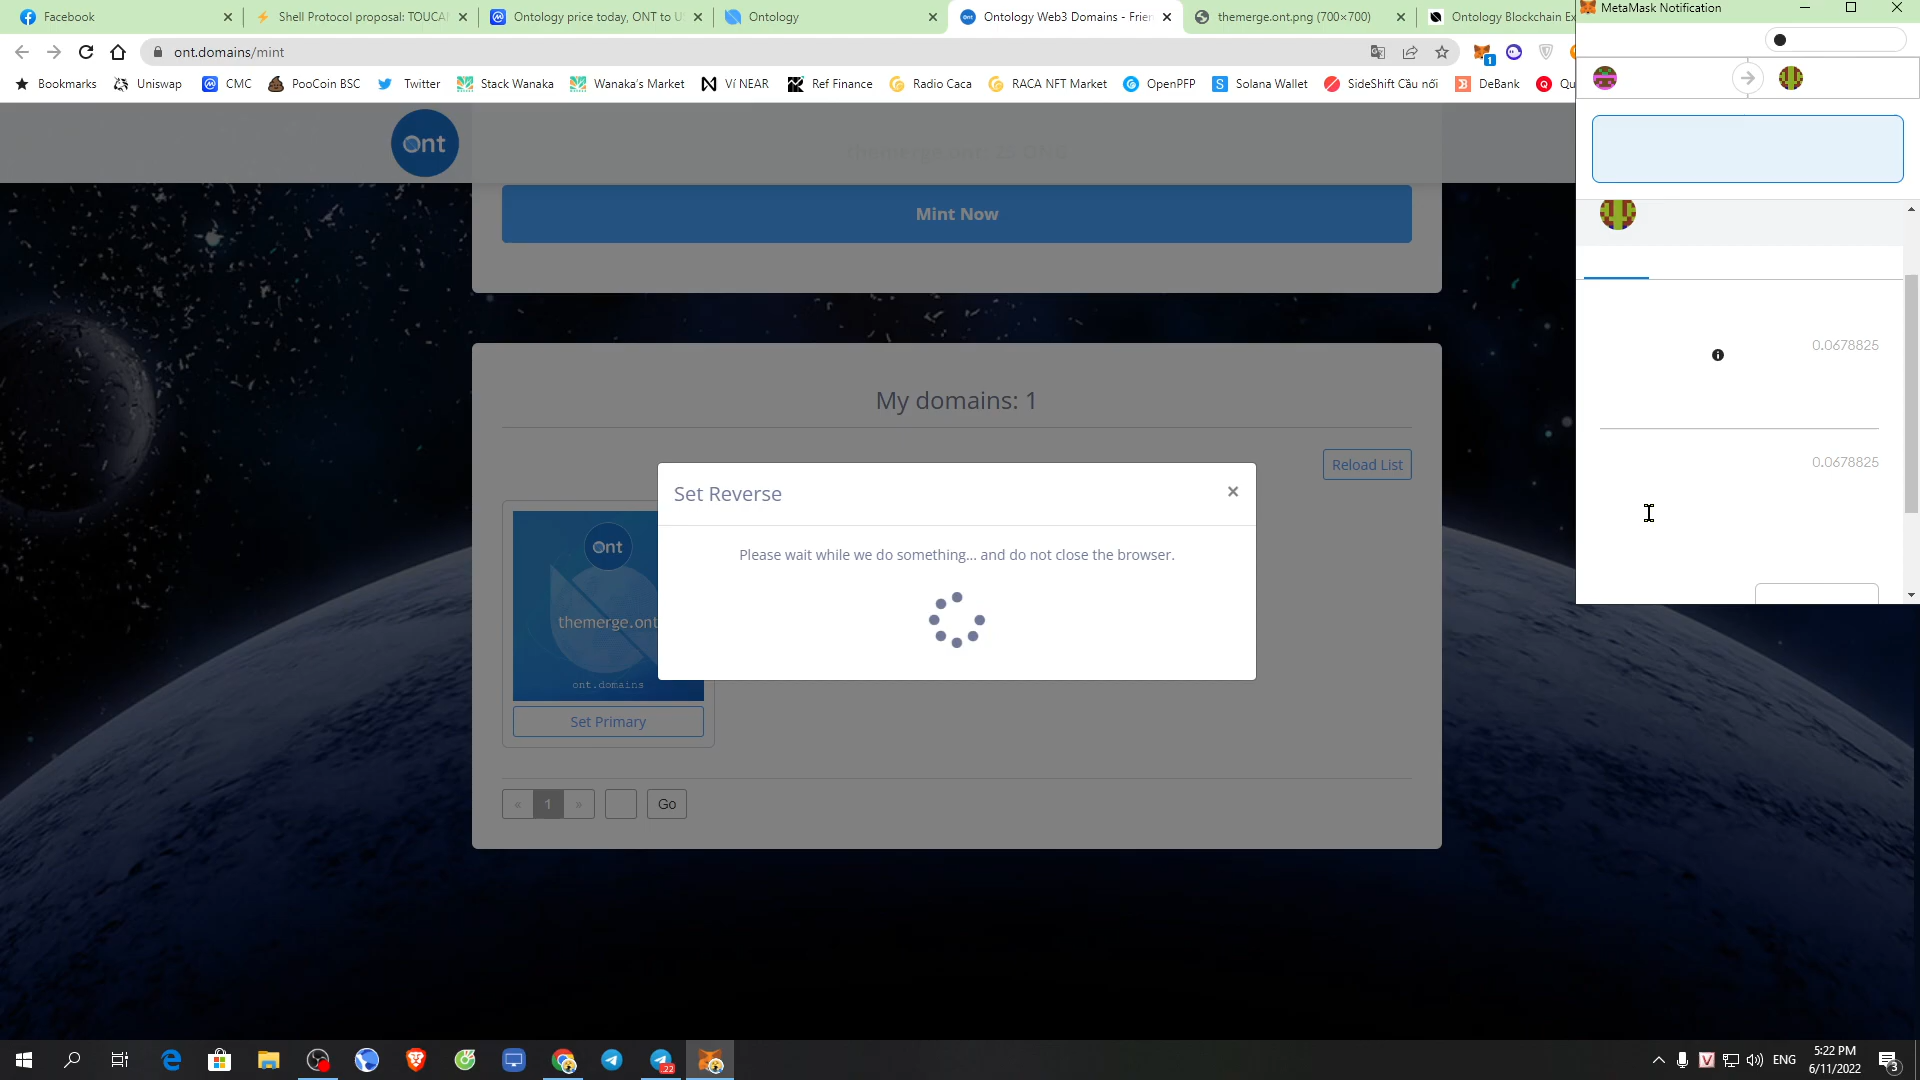 Facebook
Shell Protocol proposal: TOUCA
Ontology price today, ONT to U
Ontology
Ontology Web3 Domains - Frien
themerge.ont.png (700×700)
Ontology Blockchain Ex
MetaMask Notification
ont.domains/mint
1
Bookmarks
Uniswap
CMC
PooCoin BSC
Twitter
Stack Wanaka
Wanaka's Market
Ví NEAR
Ref Finance
Radio Caca
RACA NFT Market
OpenPFP
Solana Wallet
SideShift Cầu nối
DeBank
Qu
Ont
Mint Now
0.0678825
My domains: 1
0.0678825
Reload List
Set Reverse
×
Please wait while we do something... and do not close the browser.
Ont
themerge.ont
ont.domains
Set Primary
«
1
»
Go
22
ENG
5:22 PM
6/11/2022
3